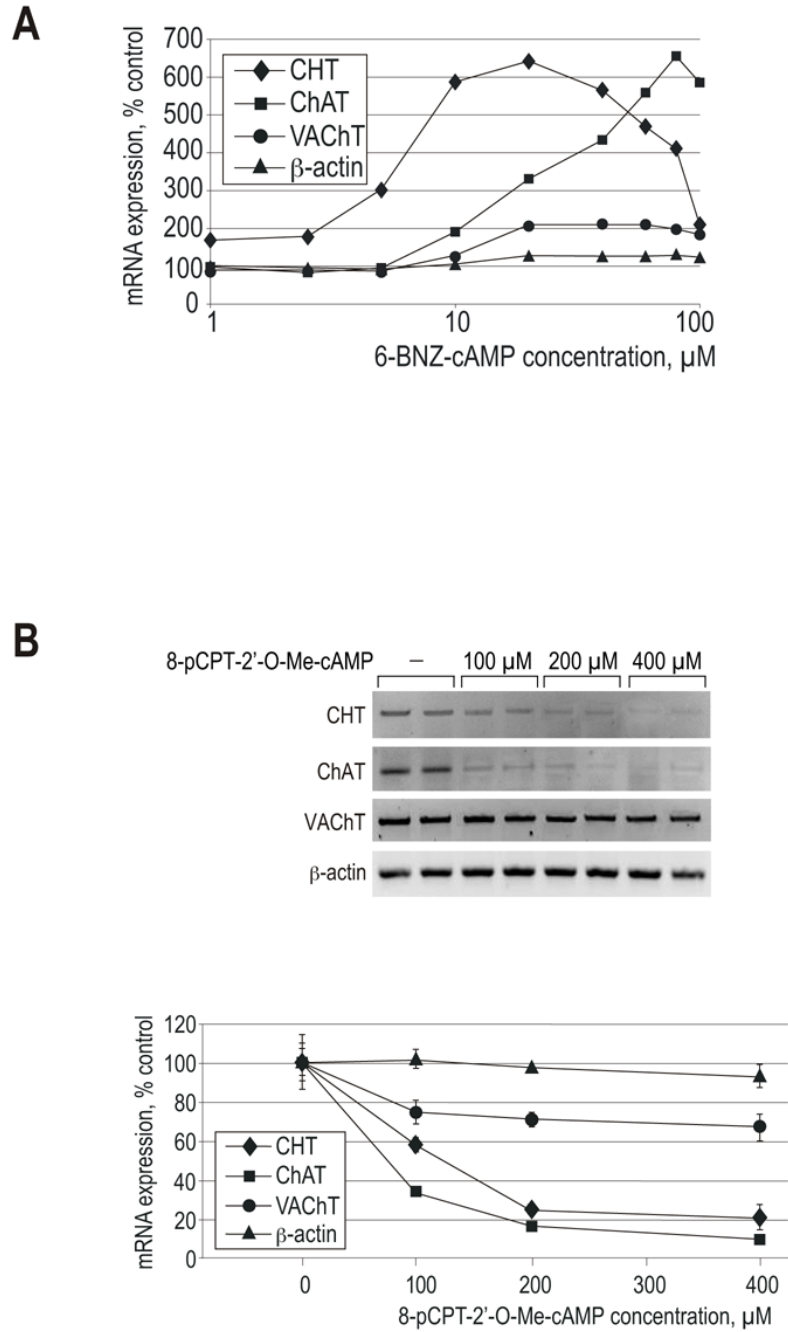 A
700
600
500
400
300
200
100
0
mRNA expression, % control
CHT
ChAT
VAChT
β-actin
1 10 100
6-BNZ-cAMP concentration, µM
B
8-pCPT-2'-O-Me-cAMP – 100 µM 200 µM 400 µM
CHT
ChAT
VAChT
β-actin
120
100
80
60
40
20
0
mRNA expression, % control
CHT
ChAT
VAChT
β-actin
0 100 200 300 400
8-pCPT-2'-O-Me-cAMP concentration, µM